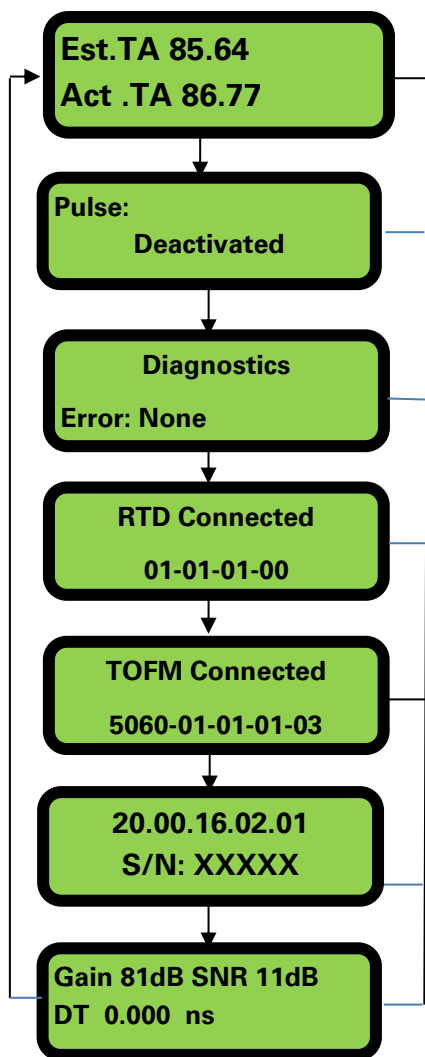 Est.TA 85.64
Act .TA 86.77
Pulse:
Deactivated
Diagnostics
Error: None
RTD Connected
01-01-01-00
TOFM Connected
5060-01-01-01-03
20.00.16.02.01
S/N: XXXXX
Gain 81dB SNR 11dB
DT 0.000 ns